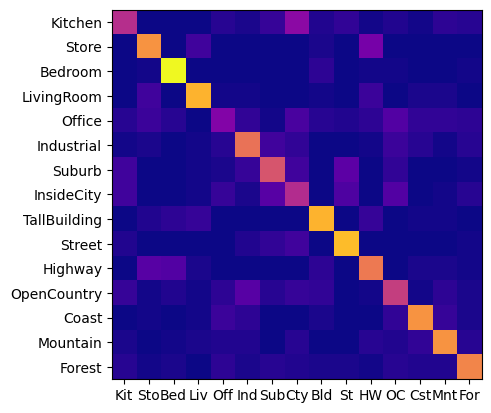 Kitchen
Store
Bedroom
LivingRoom
Office
Industrial
Suburb
InsideCity
TallBuilding
Street
Highway
OpenCountry
Coast
Mountain
Forest
Kit Sto Bed Liv Off Ind Sub Cty Bld St HW OC Cst Mnt For